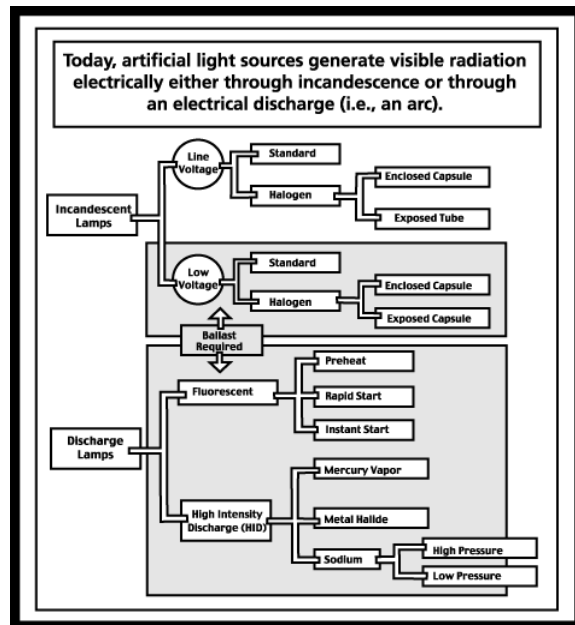 Today, artificial light sources generate visible radiation
electrically either through incandescence or through
an electrical discharge (i.e., an arc).
Line
Voltage
Standard
Halogen
Enclosed Capsule
Exposed Tube
Incandescent
Lamps
Low
Voltage
Standard
Halogen
Enclosed Capsule
Exposed Capsule
Ballast
Required
Fluorescent
Preheat
Rapid Start
Instant Start
Discharge
Lamps
High Intensity
Discharge (HID)
Mercury Vapor
Metal Halide
Sodium
High Pressure
Low Pressure